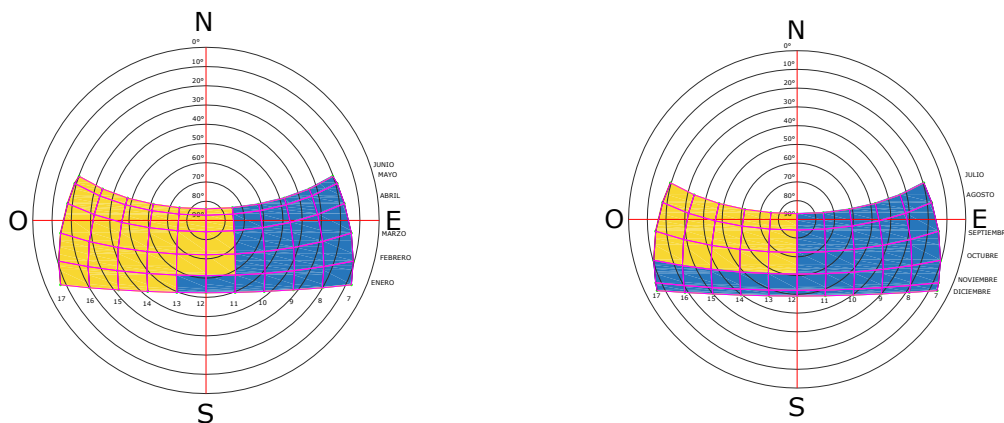 N
0°
10°
20°
30°
40°
50°
60°
70°
80°
90°
JUNIO
MAYO
ABRIL
O
E
MARZO
FEBRERO
ENERO
17 16 15 14 13 12 11 10 9 8 7
S
N
0°
10°
20°
30°
40°
50°
60°
70°
80°
90°
JULIO
AGOSTO
O
E
SEPTIEMBRE
OCTUBRE
NOVIEMBRE
DICIEMBRE
17 16 15 14 13 12 11 10 9 8 7
S